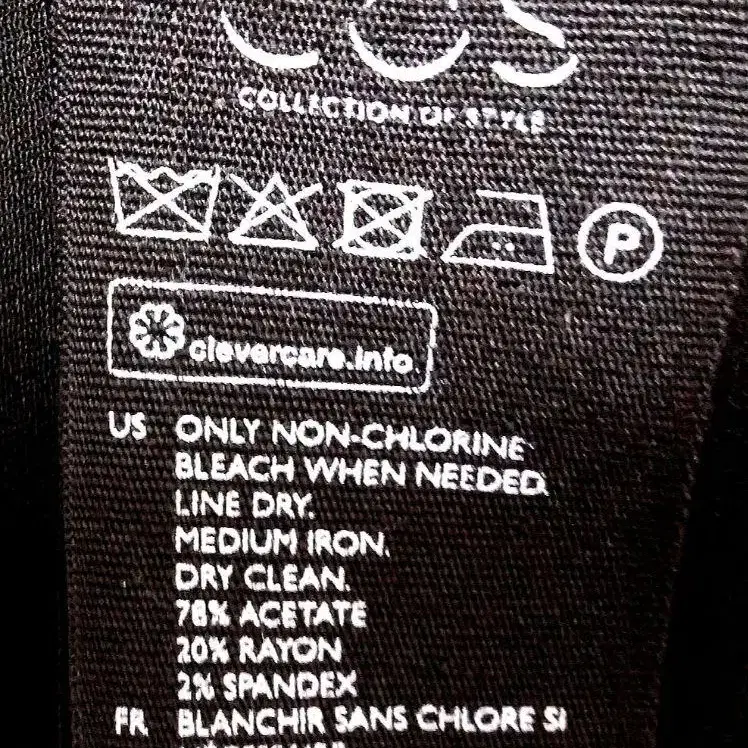 COS
COLLECTION OF STYLE
P
clevercare.info
US ONLY NON-CHLORINE
BLEACH WHEN NEEDED.
LINE DRY.
MEDIUM IRON.
DRY CLEAN.
78% ACETATE
20% RAYON
2% SPANDEX
FR BLANCHIR SANS CHLORE SI